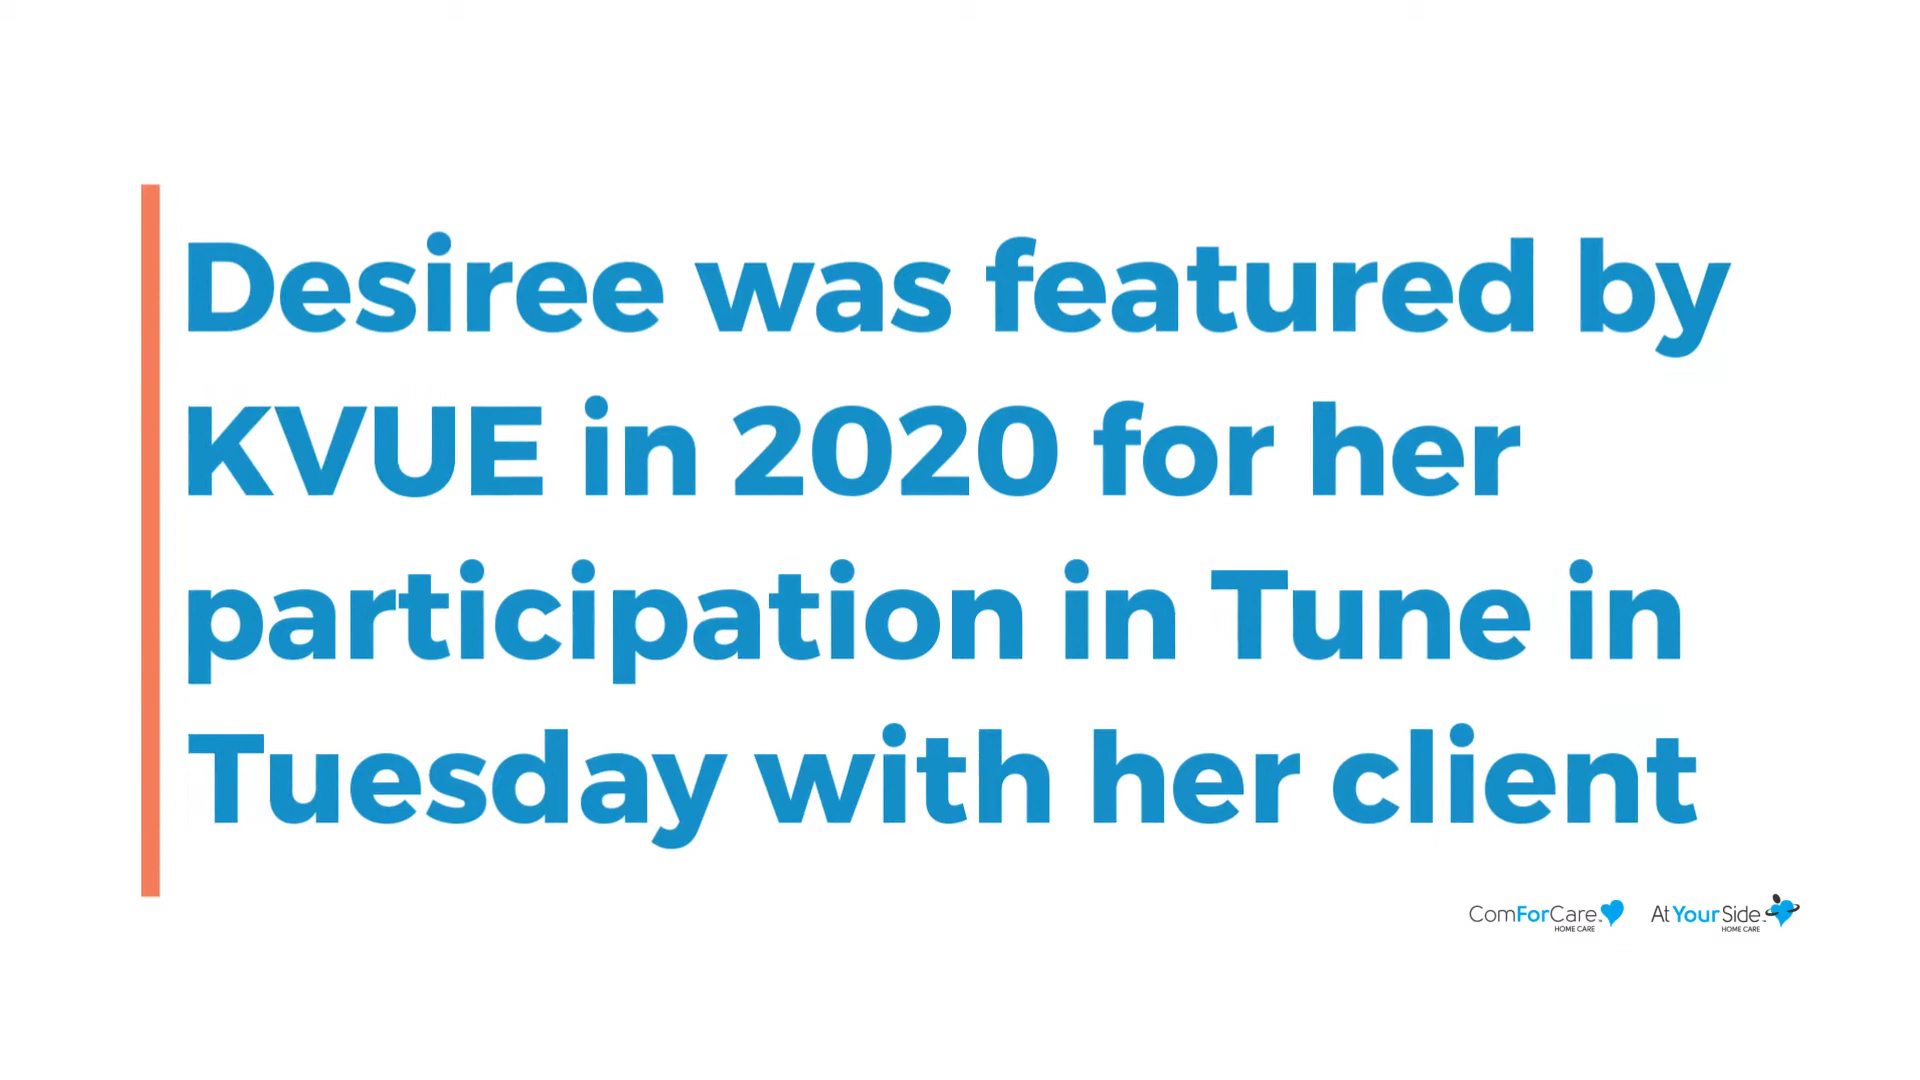 Desiree was featured by
KVUE in 2020 for her
participation in Tune in
Tuesday with her client
ComForCare
HOME CARE
At Your Side
HOME CARE